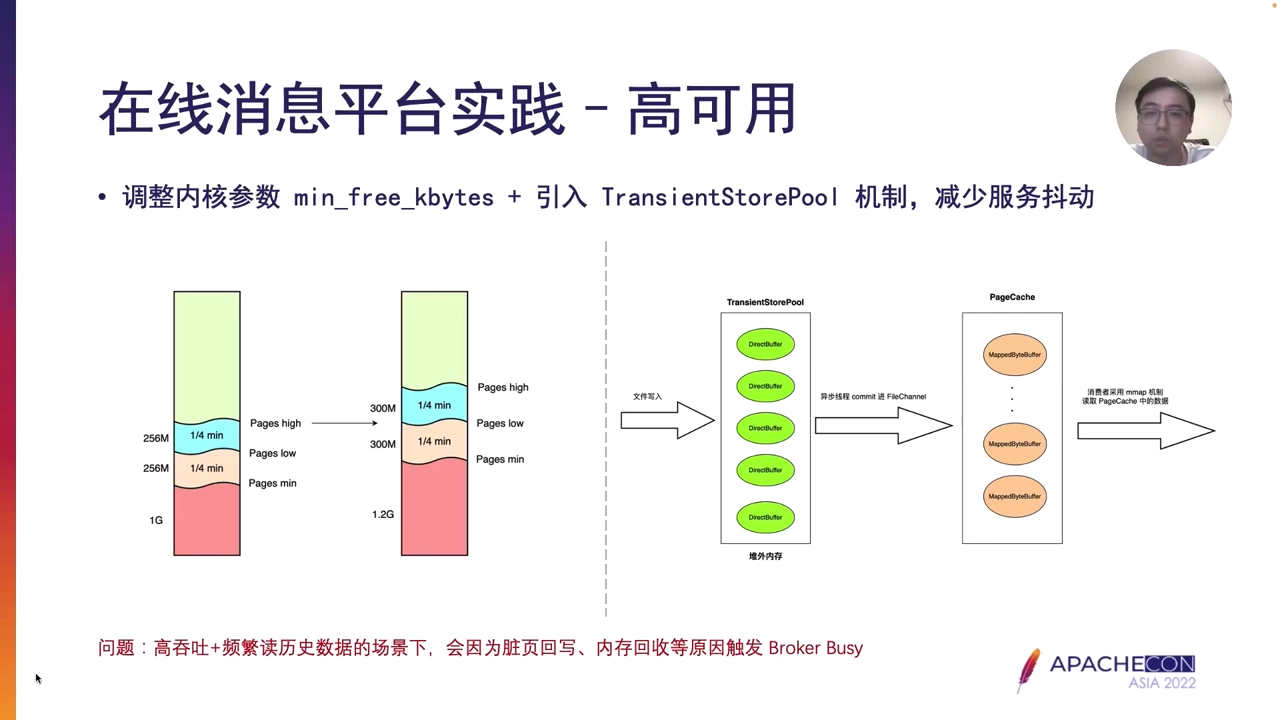 在线消息平台实践 - 高可用
• 调整内核参数 min_free_kbytes + 引入 TransientStorePool 机制，减少服务抖动
256M
256M
1G
1/4 min
1/4 min
Pages high
Pages low
Pages min
300M
300M
1.2G
1/4 min
1/4 min
Pages high
Pages low
Pages min
文件写入
TransientStorePool
DirectBuffer
DirectBuffer
DirectBuffer
DirectBuffer
DirectBuffer
堆外内存
异步线程 commit 进 FileChannel
PageCache
MappedByteBuffer
MappedByteBuffer
MappedByteBuffer
消费者采用 mmap 机制
读取 PageCache 中的数据
问题：高吞吐+频繁读历史数据的场景下，会因为脏页回写、内存回收等原因触发 Broker Busy
APACHECON
ASIA 2022